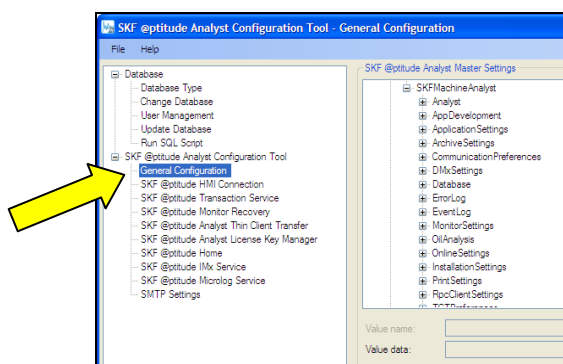 SKF @ptitude Analyst Configuration Tool - General Configuration
File Help
Database
Database Type
Change Database
User Management
Update Database
Run SQL Script
SKF @ptitude Analyst Configuration Tool
General Configuration
SKF @ptitude HMI Connection
SKF @ptitude Transaction Service
SKF @ptitude Monitor Recovery
SKF @ptitude Analyst Thin Client Transfer
SKF @ptitude Analyst License Key Manager
SKF @ptitude Home
SKF @ptitude IMx Service
SKF @ptitude Microlog Service
SMTP Settings
SKF @ptitude Analyst Master Settings
SKFMachineAnalyst
Analyst
AppDevelopment
ApplicationSettings
ArchiveSettings
CommunicationPreferences
DMxSettings
Database
ErrorLog
EventLog
MonitorSettings
OilAnalysis
OnlineSettings
InstallationSettings
PrintSettings
RpcClientSettings
Value name:
Value data: